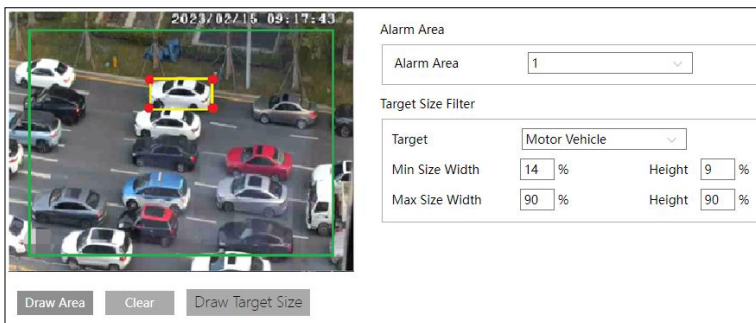 2023/02/15 09:17:43
Alarm Area
Alarm Area 1
Target Size Filter
Target Motor Vehicle
Min Size Width 14 % Height 9 %
Max Size Width 90 % Height 90 %
Draw Area Clear Draw Target Size